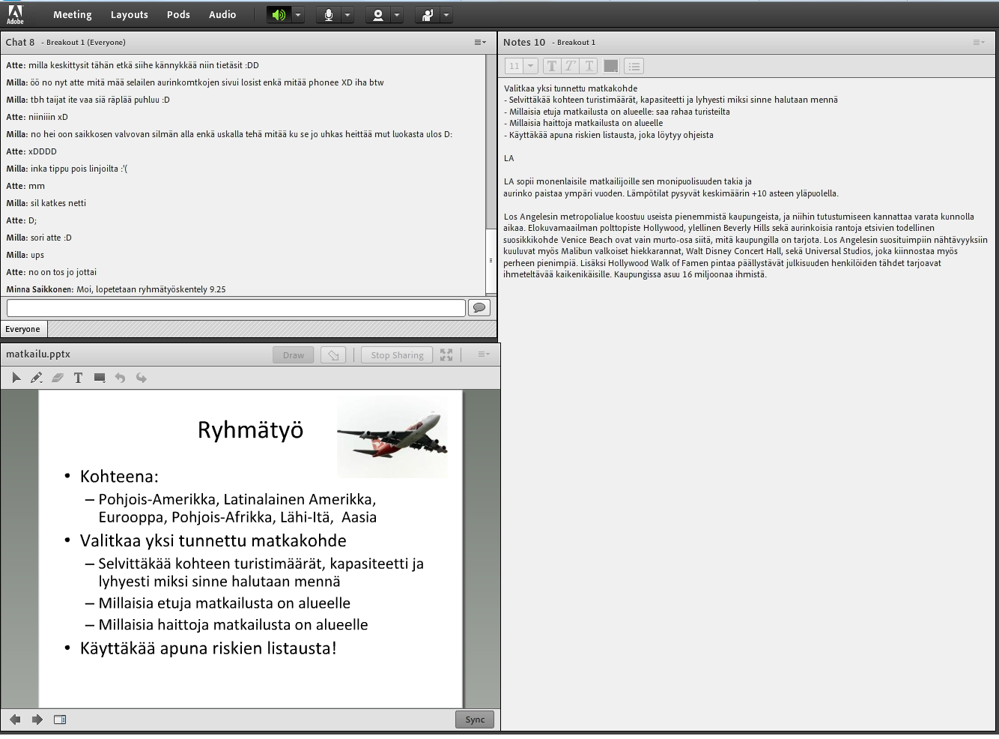 Adobe
Meeting Layouts Pods Audio
Chat 8 - Breakout 1 (Everyone)
Atte: milla keskittysit tähän etkä siihe kännykkää niin tietäsit :DD
Milla: öö no nyt atte mitä mää selailen aurinkomtkojen sivui losist enkä mitää phonee XD iha btw
Milla: tbh taijat ite vaa siä räplää puhluu :D
Atte: niiniiin xD
Milla: no hei oon saikkosen valvovan silmän alla enkä uskalla tehä mitää ku se jo uhkas heittää mut luokasta ulos D:
Atte: xDDDD
Milla: inka tippu pois linjoilta :'(
Atte: mm
Milla: sil katkes netti
Atte: D;
Milla: sori atte :D
Milla: ups
Atte: no on tos jo jottai
Minna Saikkonen: Moi, lopetetaan ryhmätyöskentely 9.25
Everyone
Notes 10 - Breakout 1
11 T T T
Valitkaa yksi tunnettu matkakohde
- Selvittäkää kohteen turistimäärät, kapasiteetti ja lyhyesti miksi sinne halutaan mennä
- Millaisia etuja matkailusta on alueelle: saa rahaa turisteilta
- Millaisia haittoja matkailusta on alueelle
- Käyttäkää apuna riskien listausta, joka löytyy ohjeista
LA
LA sopii monenlaisile matkailijoille sen monipuolisuuden takia ja
aurinko paistaa ympäri vuoden. Lämpötilat pysyvät keskimäärin +10 asteen yläpuolella.
Los Angelesin metropolialue koostuu useista pienemmistä kaupungeista, ja niihin tutustumiseen kannattaa varata kunnolla
aikaa. Elokuvamaailman polttopiste Hollywood, ylellinen Beverly Hills sekä aurinkoisia rantoja etsivien todellinen
suosikkikohde Venice Beach ovat vain murto-osa siitä, mitä kaupungilla on tarjota. Los Angelesin suosituimpiin nähtävyyksiin
kuuluvat myös Malibun valkoiset hiekkarannat, Walt Disney Concert Hall, sekä Universal Studios, joka kiinnostaa myös
perheen pienimpiä. Lisäksi Hollywood Walk of Famen pintaa päällystävät julkisuuden henkilöiden tähdet tarjoavat
ihmeteltävää kaikenikäisille. Kaupungissa asuu 16 miljoonaa ihmistä.
matkailu.pptx Draw Stop Sharing
T
Ryhmätyö
• Kohteena:
– Pohjois-Amerikka, Latinalainen Amerikka,
Eurooppa, Pohjois-Afrikka, Lähi-Itä, Aasia
• Valitkaa yksi tunnettu matkakohde
– Selvittäkää kohteen turistimäärät, kapasiteetti ja
lyhyesti miksi sinne halutaan mennä
– Millaisia etuja matkailusta on alueelle
– Millaisia haittoja matkailusta on alueelle
• Käyttäkää apuna riskien listausta!
Sync